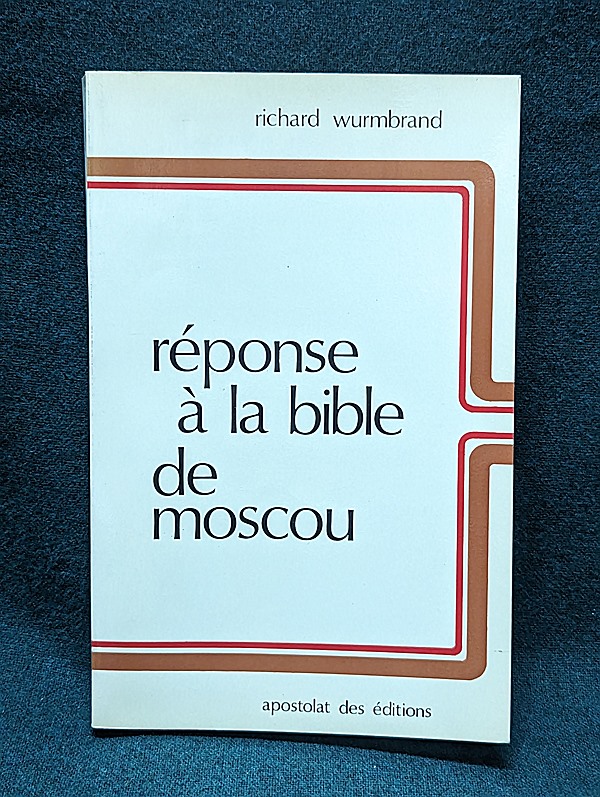 richard wurmbrand
réponse
à la bible
de
moscou
apostolat des éditions